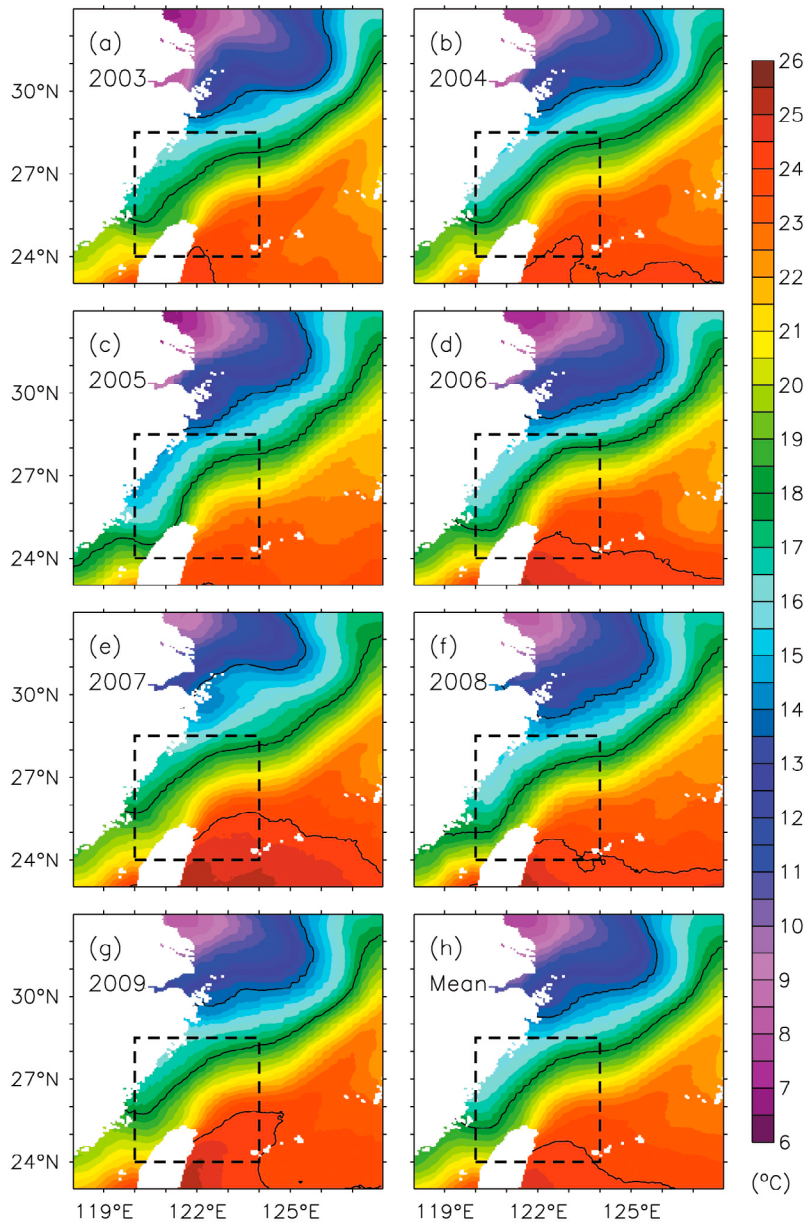 (a)
2003
(b)
2004
30°N
27°N
24°N
(c)
2005
(d)
2006
30°N
27°N
24°N
(e)
2007
(f)
2008
30°N
27°N
24°N
(g)
2009
(h)
Mean
30°N
27°N
24°N
119°E 122°E 125°E
119°E 122°E 125°E
26
25
24
23
22
21
20
19
18
17
16
15
14
13
12
11
10
9
8
7
6
(°C)